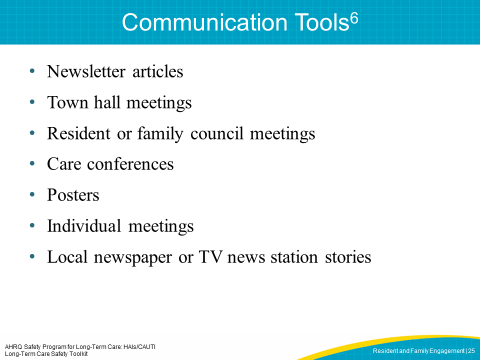 Communication Tools⁶
• Newsletter articles
• Town hall meetings
• Resident or family council meetings
• Care conferences
• Posters
• Individual meetings
• Local newspaper or TV news station stories
AHRQ Safety Program for Long-Term Care: HAIs/CAUTI
Long-Term Care Safety Toolkit
Resident and Family Engagement | 25